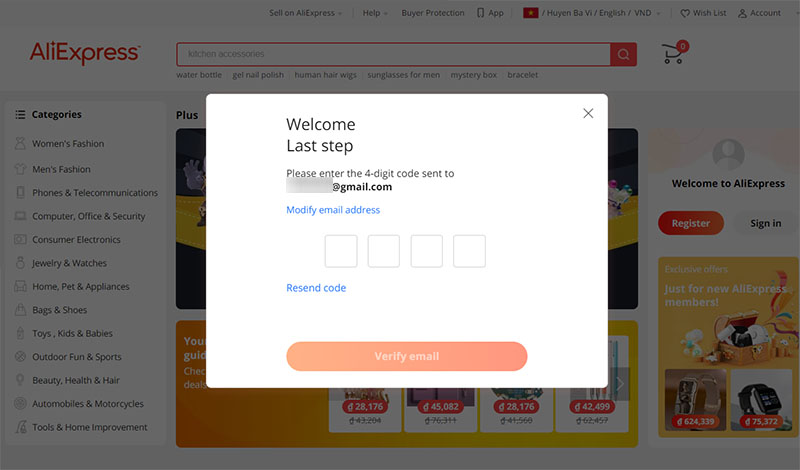 Sell on AliExpress
Help
Buyer Protection
App
/ Huyen Ba Vi / English / VND
Wish List
Account
AliExpress
kitchen accessories
0
water bottle
gel nail polish
human hair wigs
sunglasses for men
mystery box
bracelet
Categories
Women's Fashion
Men's Fashion
Phones & Telecommunications
Computer, Office & Security
Consumer Electronics
Jewelry & Watches
Home, Pet & Appliances
Bags & Shoes
Toys , Kids & Babies
Outdoor Fun & Sports
Beauty, Health & Hair
Automobiles & Motorcycles
Tools & Home Improvement
Plus
Welcome
Last step
Please enter the 4-digit code sent to
@gmail.com
Modify email address
Resend code
Verify email
Your
guid
Chec
deals
₫ 28,176
₫ 43,204
₫ 45,082
₫ 76,311
₫ 28,176
₫ 41,560
₫ 42,499
₫ 62,457
Welcome to AliExpress
Register
Sign in
Exclusive offers
Just for new AliExpress
members!
₫ 624,339
₫ 75,372